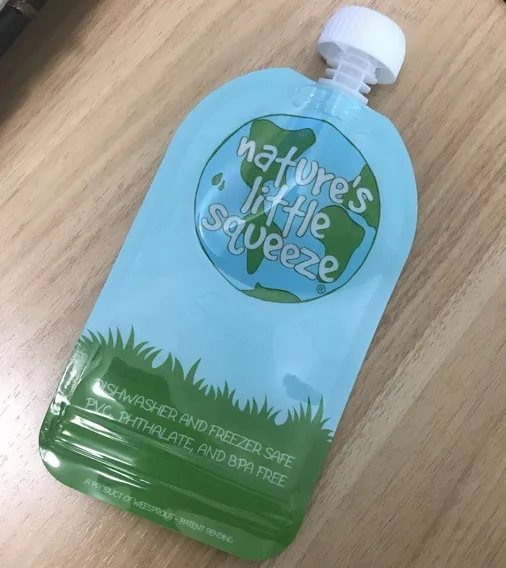 nature's
little
squeeze
®
DISHWASHER AND FREEZER SAFE
PVC, PHTHALATE, AND BPA FREE
A PRODUCT OF WEESPROUT - PATENT PENDING